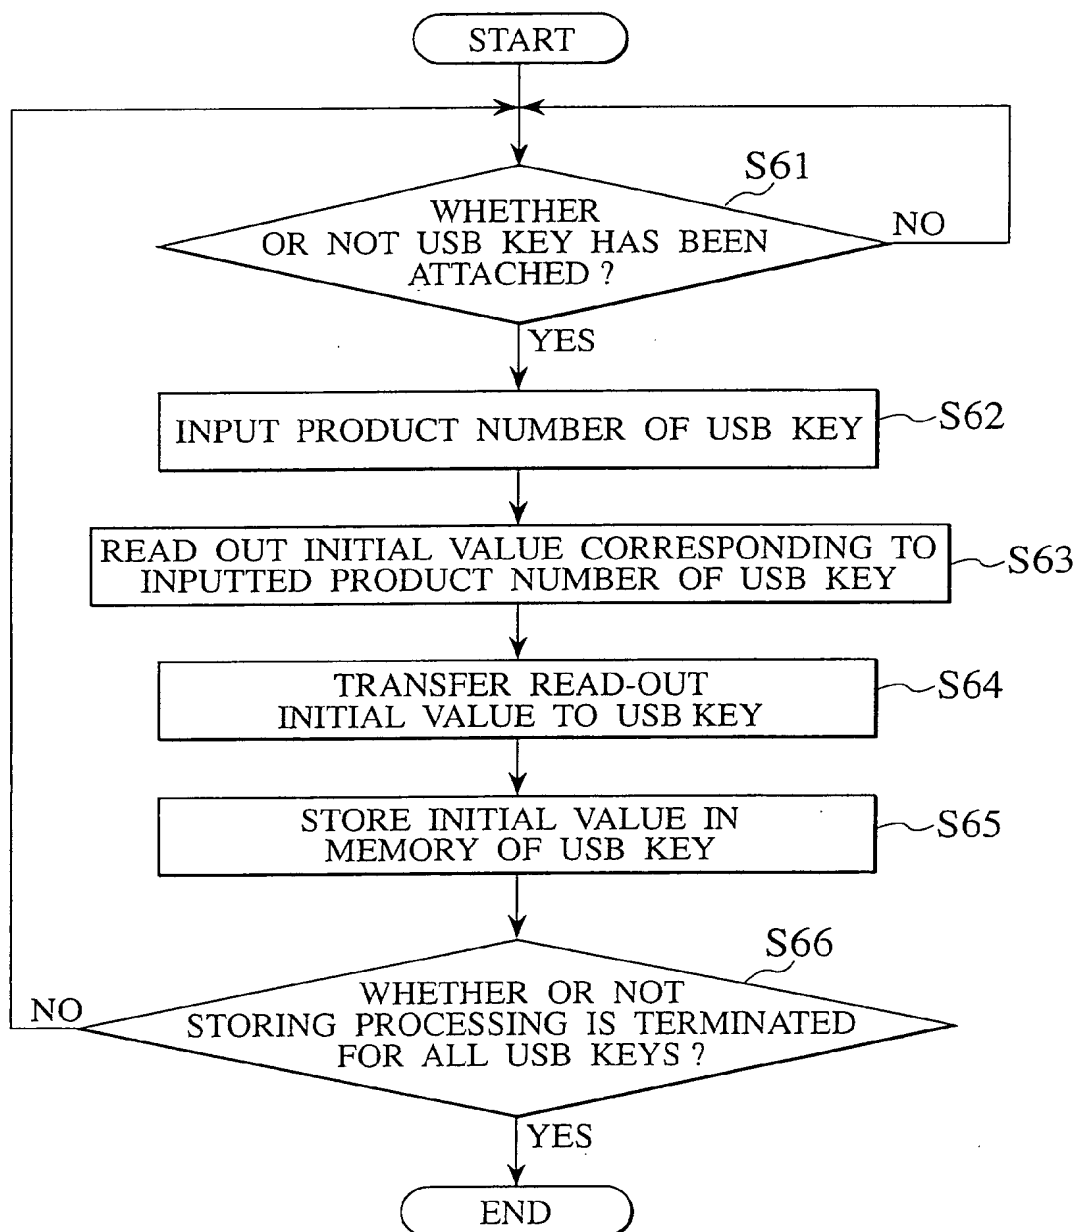 START
S61
WHETHER
OR NOT USB KEY HAS BEEN
ATTACHED ?
NO
YES
INPUT PRODUCT NUMBER OF USB KEY
S62
READ OUT INITIAL VALUE CORRESPONDING TO
INPUTTED PRODUCT NUMBER OF USB KEY
S63
TRANSFER READ-OUT
INITIAL VALUE TO USB KEY
S64
STORE INITIAL VALUE IN
MEMORY OF USB KEY
S65
S66
NO
WHETHER OR NOT
STORING PROCESSING IS TERMINATED
FOR ALL USB KEYS ?
YES
END